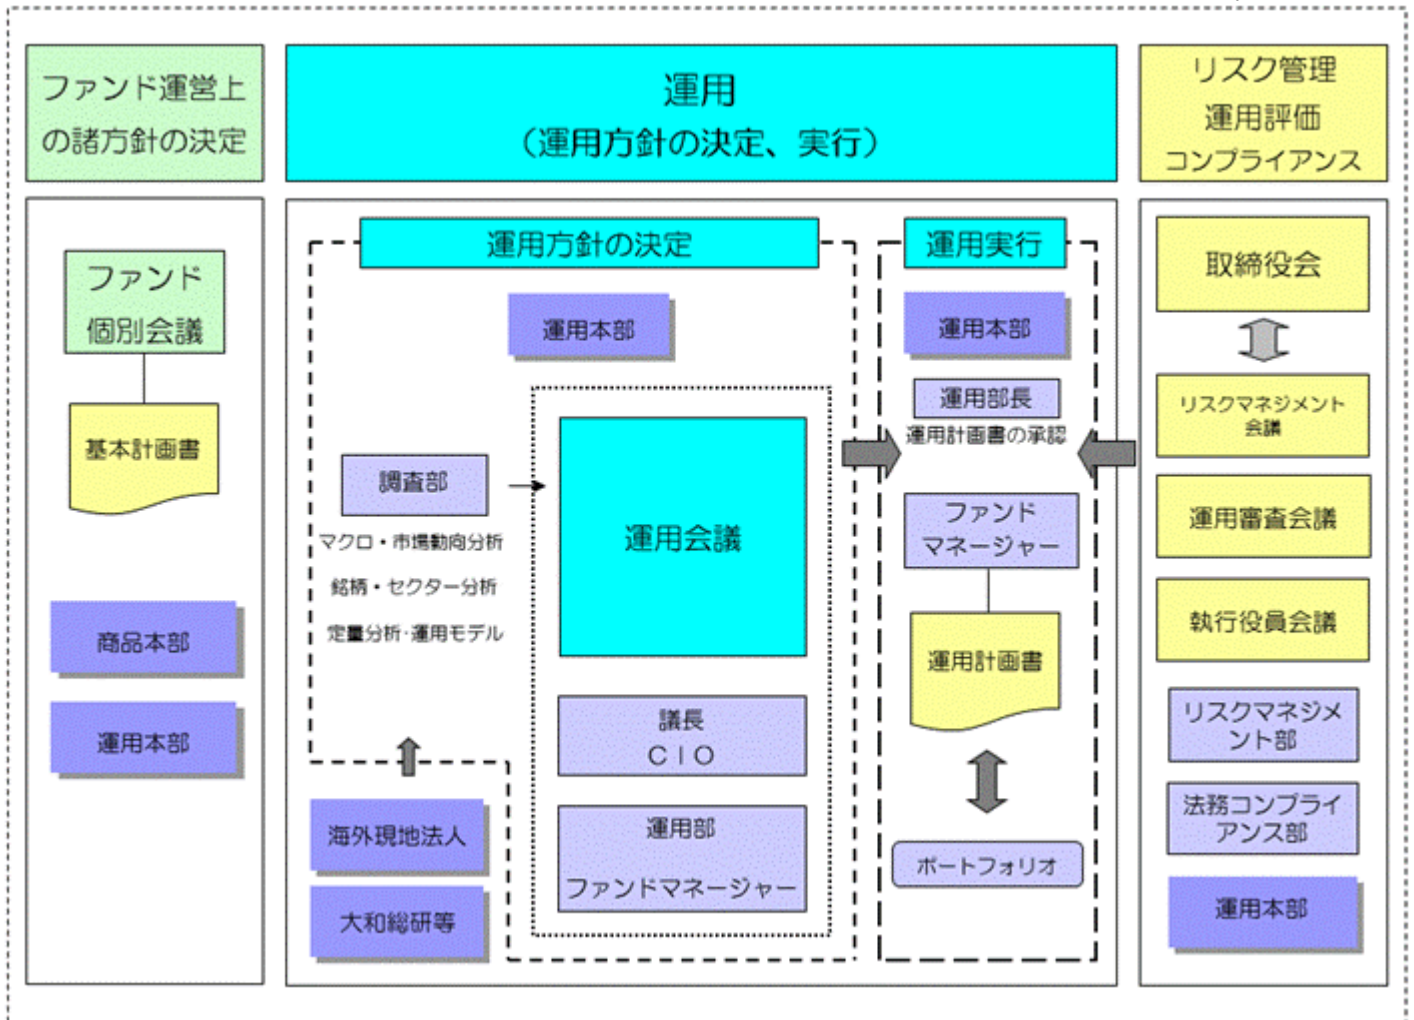 ファンド運営上
の諸方針の決定
運用
（運用方針の決定、実行）
リスク管理
運用評価
コンプライアンス
ファンド
個別会議
基本計画書
商品本部
運用本部
運用方針の決定
運用本部
調査部
マクロ・市場動向分析
銘柄・セクター分析
定量分析･運用モデル
運用会議
議長
ＣＩＯ
運用部
ファンドマネージャー
海外現地法人
大和総研等
運用実行
運用本部
運用部長
運用計画書の承認
ファンド
マネージャー
運用計画書
ポートフォリオ
取締役会
リスクマネジメント
会議
運用審査会議
執行役員会議
リスクマネジメ
ント部
法務コンプライ
アンス部
運用本部